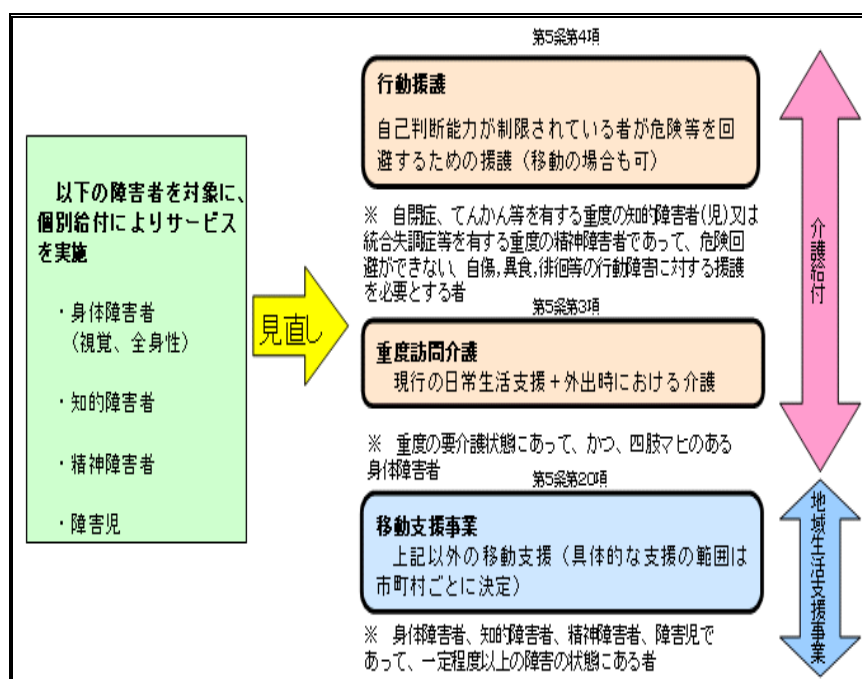 以下の障害者を対象に、
個別給付によりサービス
を実施
・身体障害者
(視覚、全身性)
・知的障害者
・精神障害者
・障害児
見直し
第5条第4項
行動援護
自己判断能力が制限されている者が危険等を回
避するための援護（移動の場合も可）
※ 自閉症、てんかん等を有する重度の知的障害者(児)又は
統合失調症等を有する重度の精神障害者であって、危険回
避ができない、自傷,異食,徘徊等の行動障害に対する援護
を必要とする者
第5条第3項
重度訪問介護
現行の日常生活支援＋外出時における介護
※ 重度の要介護状態にあって、かつ、四肢マヒのある
身体障害者
第5条第20項
移動支援事業
上記以外の移動支援（具体的な支援の範囲は
市町村ごとに決定）
※ 身体障害者、知的障害者、精神障害者、障害児で
あって、一定程度以上の障害の状態にある者
介護給付
地域生活支援事業